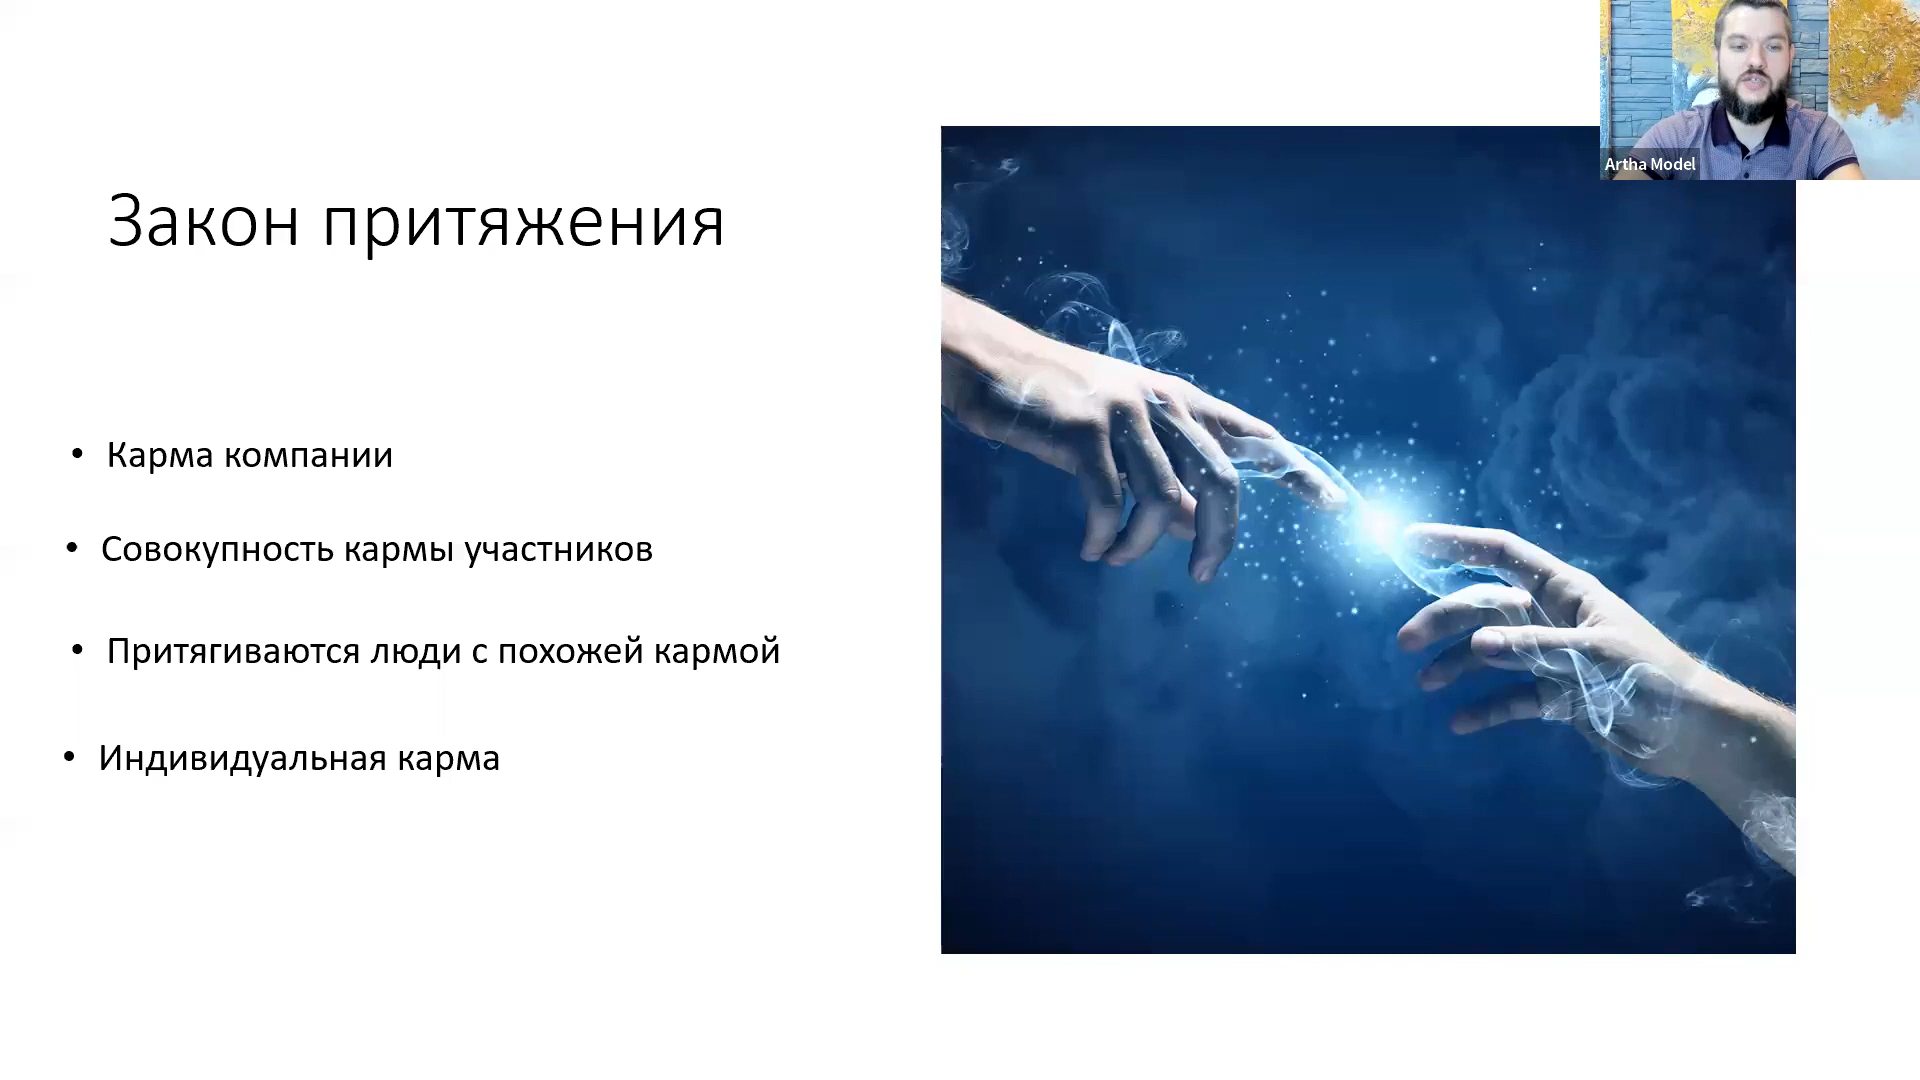 Artha Model
Закон притяжения
• Карма компании
• Совокупность кармы участников
• Притягиваются люди с похожей кармой
• Индивидуальная карма